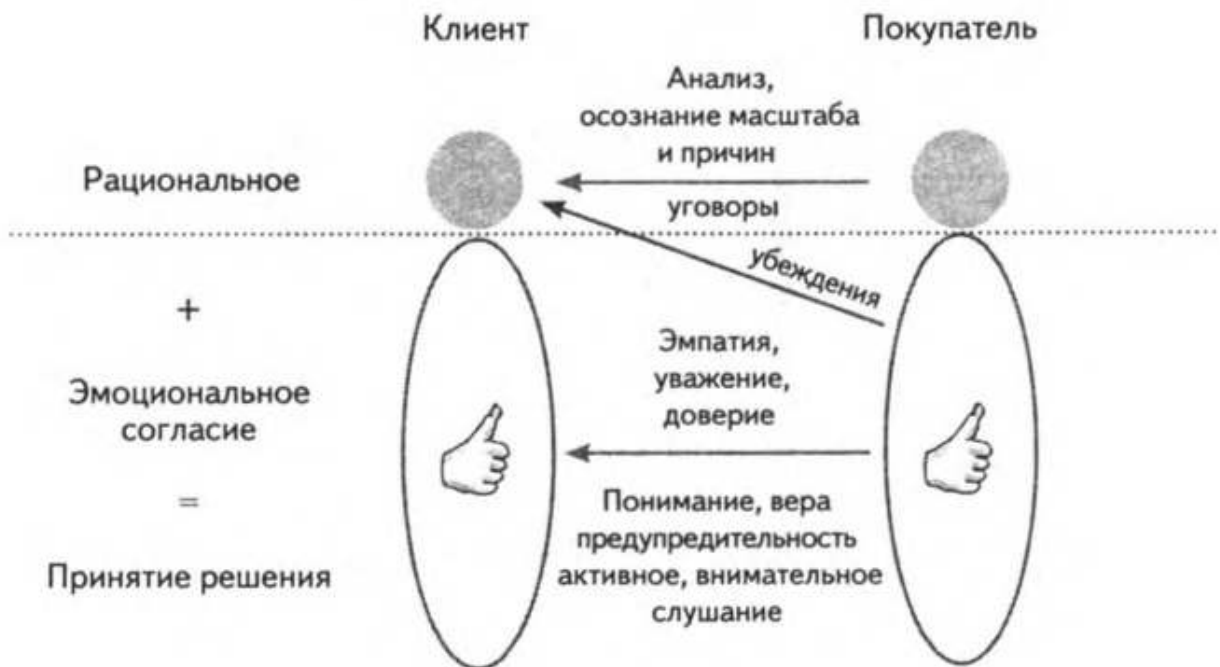 Клиент
Покупатель
Анализ,
осознание масштаба
и причин
Рациональное
уговоры
убеждения
+
Эмпатия,
уважение,
доверие
Эмоциональное
согласие
=
Понимание, вера
предупредительность
активное, внимательное
слушание
Принятие решения